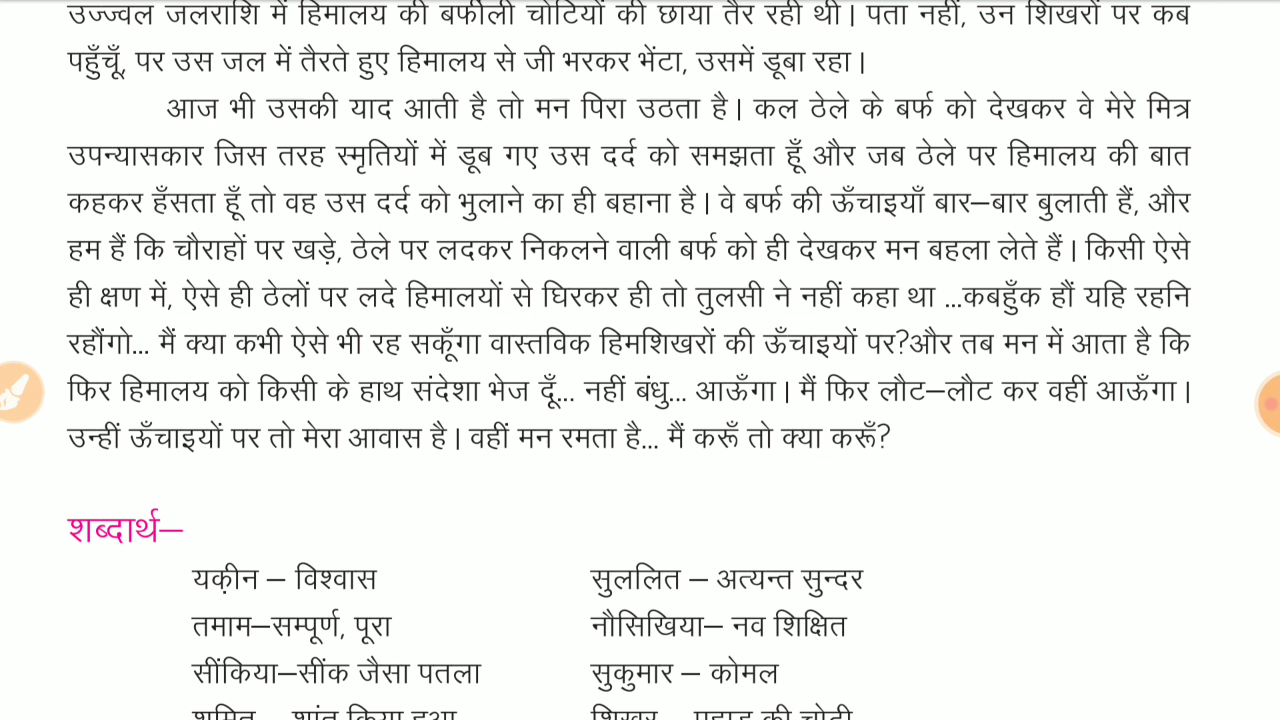 उज्ज्वल जलराशि में हिमालय की बर्फीली चोटियों की छाया तैर रही थी। पता नहीं, उन शिखरों पर कब
पहुँचूँ, पर उस जल में तैरते हुए हिमालय से जी भरकर भेंटा, उसमें डूबा रहा।
आज भी उसकी याद आती है तो मन पिरा उठता है। कल ठेले के बर्फ को देखकर वे मेरे मित्र
उपन्यासकार जिस तरह स्मृतियों में डूब गए उस दर्द को समझता हूँ और जब ठेले पर हिमालय की बात
कहकर हँसता हूँ तो वह उस दर्द को भुलाने का ही बहाना है। वे बर्फ की ऊँचाइयाँ बार–बार बुलाती हैं, और
हम हैं कि चौराहों पर खड़े, ठेले पर लदकर निकलने वाली बर्फ को ही देखकर मन बहला लेते हैं। किसी ऐसे
ही क्षण में, ऐसे ही ठेलों पर लदे हिमालयों से घिरकर ही तो तुलसी ने नहीं कहा था ...कबहुँक हौं यहि रहनि
रहौंगो... मैं क्या कभी ऐसे भी रह सकूँगा वास्तविक हिमशिखरों की ऊँचाइयों पर?और तब मन में आता है कि
फिर हिमालय को किसी के हाथ संदेशा भेज दूँ... नहीं बंधु... आऊँगा। मैं फिर लौट–लौट कर वहीं आऊँगा।
उन्हीं ऊँचाइयों पर तो मेरा आवास है। वहीं मन रमता है... मैं करूँ तो क्या करूँ?
शब्दार्थ–
यक़ीन – विश्वास सुललित – अत्यन्त सुन्दर
तमाम–सम्पूर्ण, पूरा नौसिखिया– नव शिक्षित
सींकिया–सींक जैसा पतला सुकुमार – कोमल
शमित – शांत किया हुआ शिखर – पहाड़ की चोटी